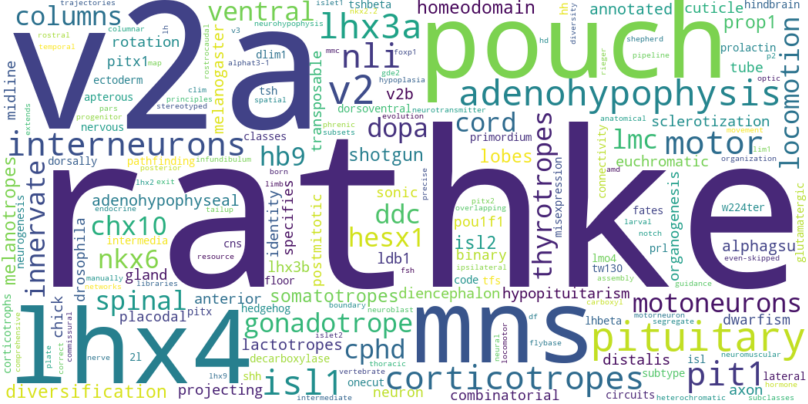 columns
v2a
ventral
lhx3a
pouch
homeodomain
annotated
cuticle
hindbrain
trajectories
columnar
neurohypophysis
islet1
nkx2.2
tshbeta
hh
prop1
rostral
temporal
lh
v3
alphat3-1
mmc
foxp1
hd
diversity
shepherd
pipeline
rieger
prolactin
p2
midline
rotation
pitx1
map
dlim1
melanogaster
nli
tube
optic
ectoderm
clim
tsh
rostrocaudal
transposable
v2
v2b
gde2
hypoplasia
adenohypophysis
locomotion
apterous
principles
stereotyped
spatial
dorsoventral
neurotransmitter
extends
nervous
pars
progenitor
classes
dopa
cord
evolution
phrenic
subsets
primordium
sclerotization
anatomical
movement
lim1
interneurons
hb9
shotgun
lobes
thyrotropes
lmc
motor
dorsally
posterior
pathfinding
infundibulum
born
euchromatic
organization
melanotropes
neurogenesis
rathke
innervate
lhx2
exit
limb
precise
misexpression
connectivity
amd
glutamatergic
adenohypophyseal
endocrine
tailup
identity
specifies
postmitotic
sonic
ddc
pitx2
overlapping
pou1f1
fates
organogenesis
w224ter
chx10
drosophila
hesx1
isl2
ipsilateral
larval
notch
even-skipped
intermedia
cns
lhx3b
ldb1
binary
lmo4
prl
alphagsu
nkx6
gland
resource
floor
fsh
code
tfs
tw130
assembly
guidance
corticotrophs
comprehensive
manually
networks
libraries
chick
somatotropes
diencephalon
hypopituitarism
lhx4
spinal
anterior
hedgehog
boundary
neuroblast
mns
carboxyl
motoneurons
placodal
pitx
gonadotrope
df
lhbeta
motorneuron
segregate
dwarfism
plate
correct
commissural
nerve
islet2
vertebrate
lactotropes
decarboxylase
cphd
thoracic
neural
locomotor
flybase
pituitary
distalis
isl
neuromuscular
2l
lhx9
shh
onecut
corticotropes
subtype
pit1
lateral
hormone
diversification
projecting
isl1
intermediate
neuron
combinatorial
circuits
heterochromatic
axon
subclasses